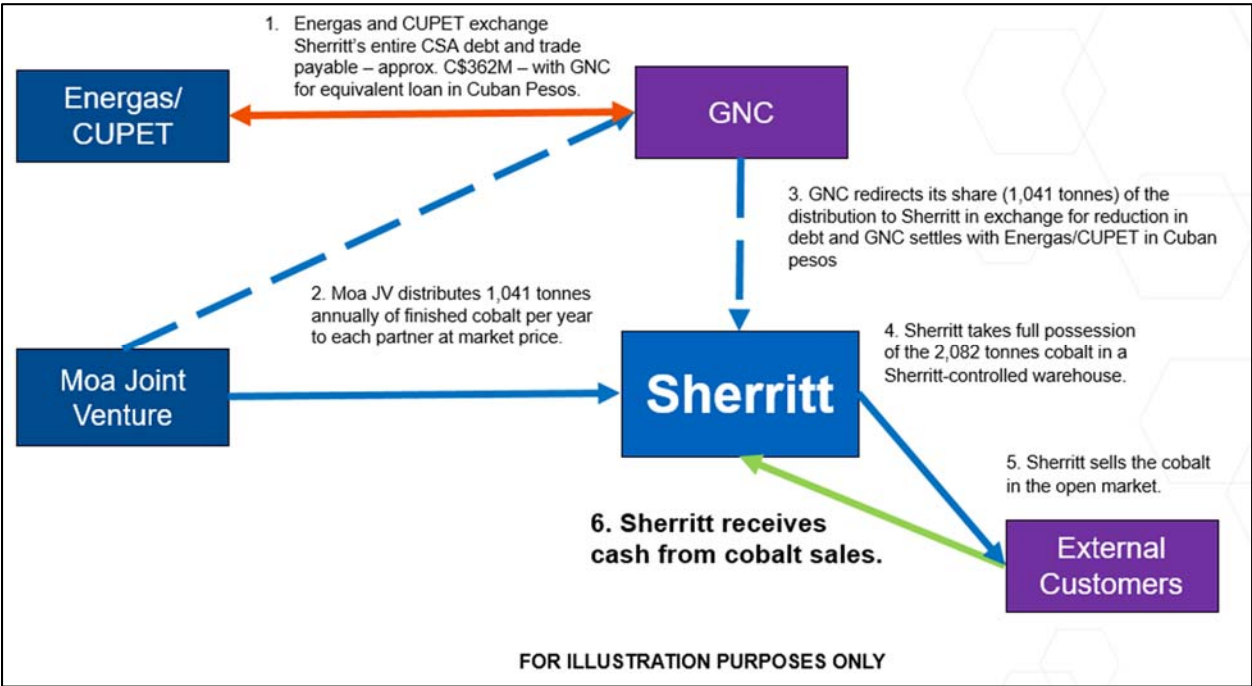 1. Energas and CUPET exchange
Sherritt’s entire CSA debt and trade
payable – approx. C$362M – with GNC
for equivalent loan in Cuban Pesos.
Energas/
CUPET
GNC
3. GNC redirects its share (1,041 tonnes) of the
distribution to Sherritt in exchange for reduction in
debt and GNC settles with Energas/CUPET in Cuban
pesos
2. Moa JV distributes 1,041 tonnes
annually of finished cobalt per year
to each partner at market price.
Moa Joint
Venture
Sherritt
4. Sherritt takes full possession
of the 2,082 tonnes cobalt in a
Sherritt-controlled warehouse.
5. Sherritt sells the cobalt
in the open market.
6. Sherritt receives
cash from cobalt sales.
External
Customers
FOR ILLUSTRATION PURPOSES ONLY